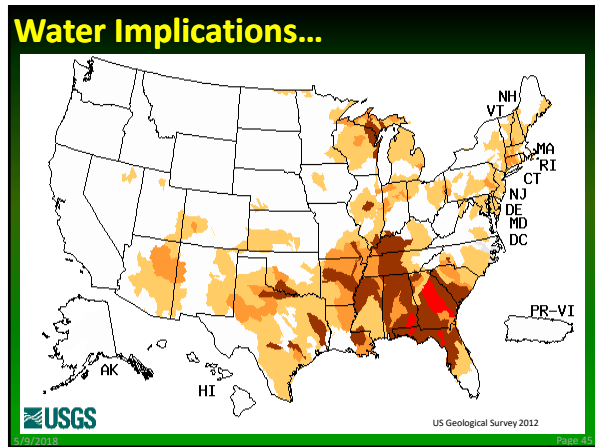 Water Implications…
NH
VT
MA
RI
CT
NJ
DE
MD
DC
PR-VI
AK
HI
USGS
US Geological Survey 2012
5/9/2018
Page 45